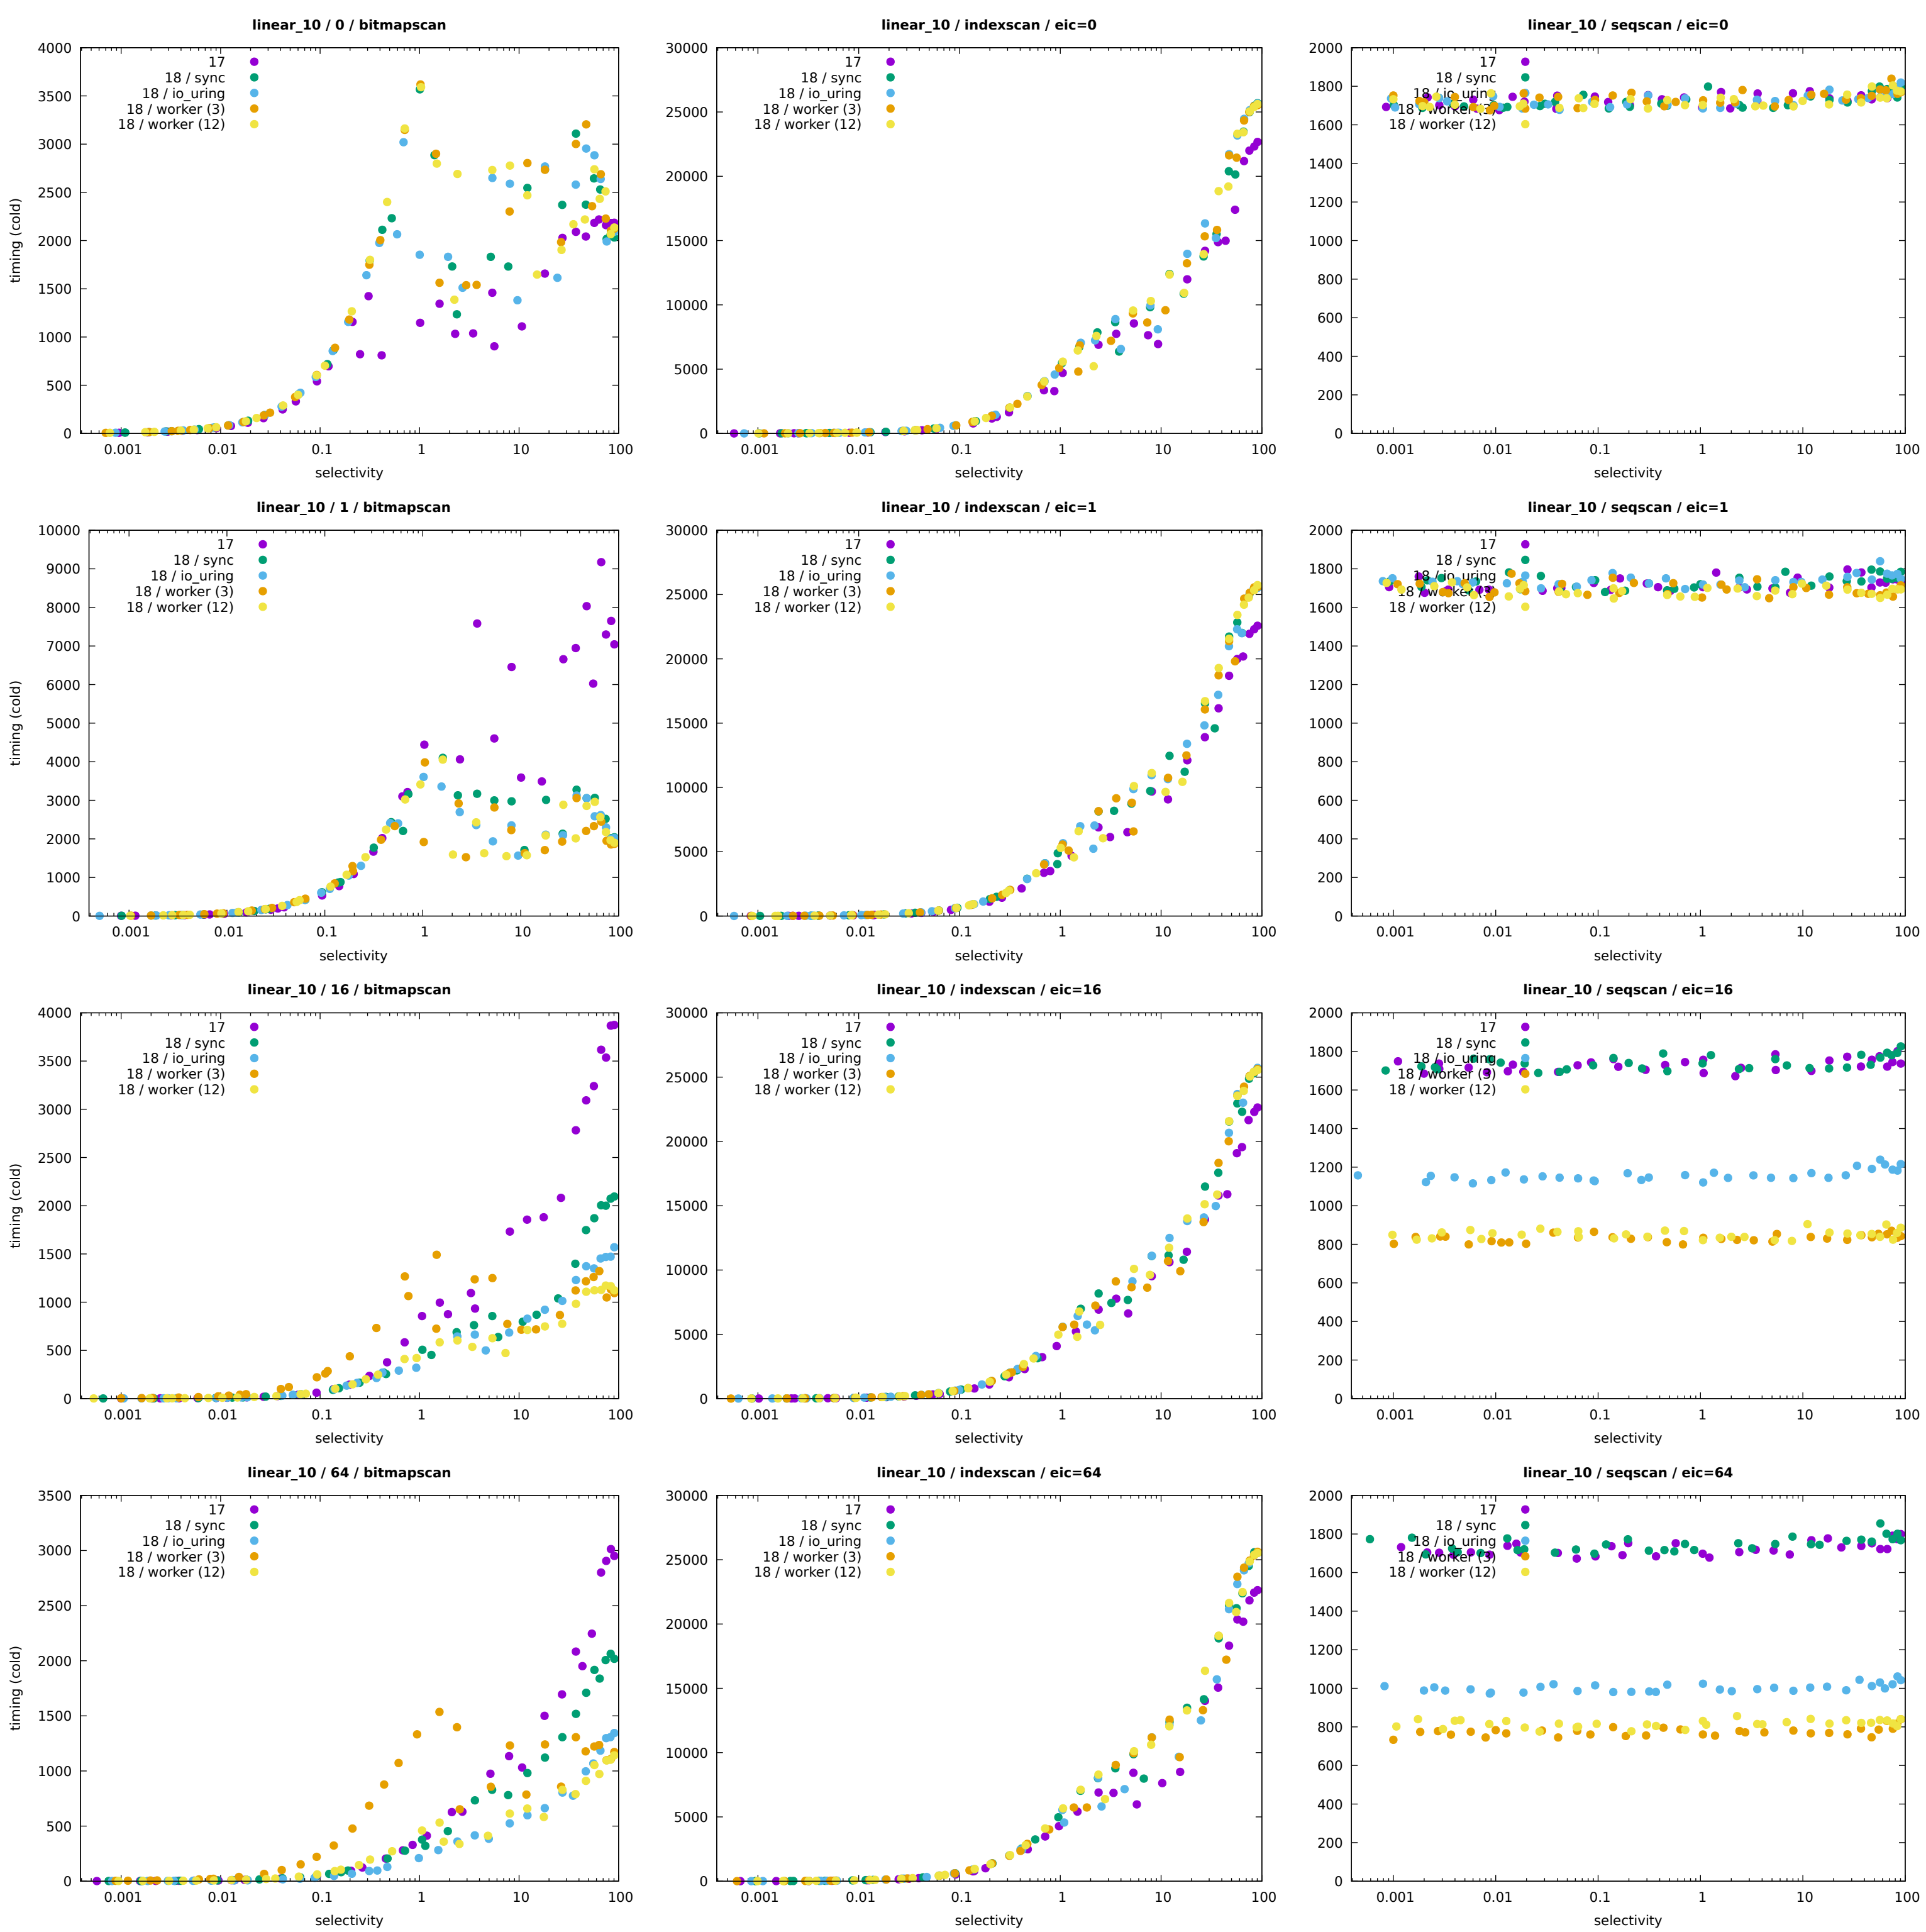 linear_10 / 0 / bitmapscan
timing (cold)
4000
3500
3000
2500
2000
1500
1000
500
0
17
18 / sync
18 / io_uring
18 / worker (3)
18 / worker (12)
0.001 0.01 0.1 1 10 100
selectivity
linear_10 / indexscan / eic=0
30000
25000
20000
15000
10000
5000
0
17
18 / sync
18 / io_uring
18 / worker (3)
18 / worker (12)
0.001 0.01 0.1 1 10 100
selectivity
linear_10 / seqscan / eic=0
2000
1800
1600
1400
1200
1000
800
600
400
200
0
17
18 / sync
18 / io_uring
18 / worker (3)
18 / worker (12)
0.001 0.01 0.1 1 10 100
selectivity
linear_10 / 1 / bitmapscan
timing (cold)
10000
9000
8000
7000
6000
5000
4000
3000
2000
1000
0
17
18 / sync
18 / io_uring
18 / worker (3)
18 / worker (12)
0.001 0.01 0.1 1 10 100
selectivity
linear_10 / indexscan / eic=1
30000
25000
20000
15000
10000
5000
0
17
18 / sync
18 / io_uring
18 / worker (3)
18 / worker (12)
0.001 0.01 0.1 1 10 100
selectivity
linear_10 / seqscan / eic=1
2000
1800
1600
1400
1200
1000
800
600
400
200
0
17
18 / sync
18 / io_uring
18 / worker (3)
18 / worker (12)
0.001 0.01 0.1 1 10 100
selectivity
linear_10 / 16 / bitmapscan
timing (cold)
4000
3500
3000
2500
2000
1500
1000
500
0
17
18 / sync
18 / io_uring
18 / worker (3)
18 / worker (12)
0.001 0.01 0.1 1 10 100
selectivity
linear_10 / indexscan / eic=16
30000
25000
20000
15000
10000
5000
0
17
18 / sync
18 / io_uring
18 / worker (3)
18 / worker (12)
0.001 0.01 0.1 1 10 100
selectivity
linear_10 / seqscan / eic=16
2000
1800
1600
1400
1200
1000
800
600
400
200
0
17
18 / sync
18 / io_uring
18 / worker (3)
18 / worker (12)
0.001 0.01 0.1 1 10 100
selectivity
linear_10 / 64 / bitmapscan
timing (cold)
3500
3000
2500
2000
1500
1000
500
0
17
18 / sync
18 / io_uring
18 / worker (3)
18 / worker (12)
0.001 0.01 0.1 1 10 100
selectivity
linear_10 / indexscan / eic=64
30000
25000
20000
15000
10000
5000
0
17
18 / sync
18 / io_uring
18 / worker (3)
18 / worker (12)
0.001 0.01 0.1 1 10 100
selectivity
linear_10 / seqscan / eic=64
2000
1800
1600
1400
1200
1000
800
600
400
200
0
17
18 / sync
18 / io_uring
18 / worker (3)
18 / worker (12)
0.001 0.01 0.1 1 10 100
selectivity